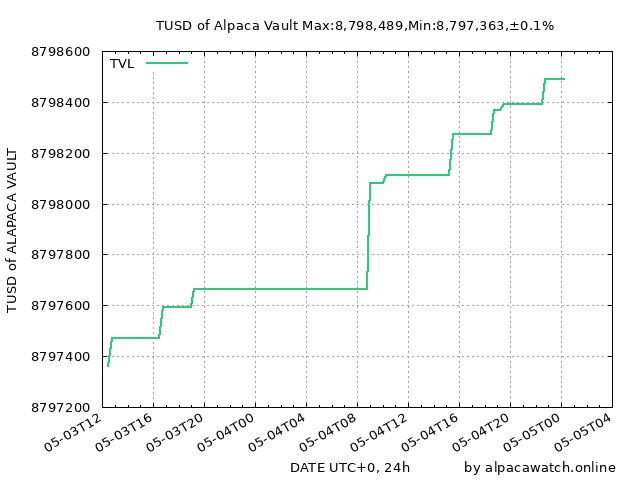 TUSD of Alpaca Vault Max:8,798,489,Min:8,797,363,±0.1%
TVL
8798600
8798400
8798200
8798000
8797800
8797600
8797400
8797200
TUSD of ALAPACA VAULT
05-03T12
05-03T16
05-03T20
05-04T00
05-04T04
05-04T08
05-04T12
05-04T16
05-04T20
05-05T00
05-05T04
DATE UTC+0, 24h
by alpacawatch.online